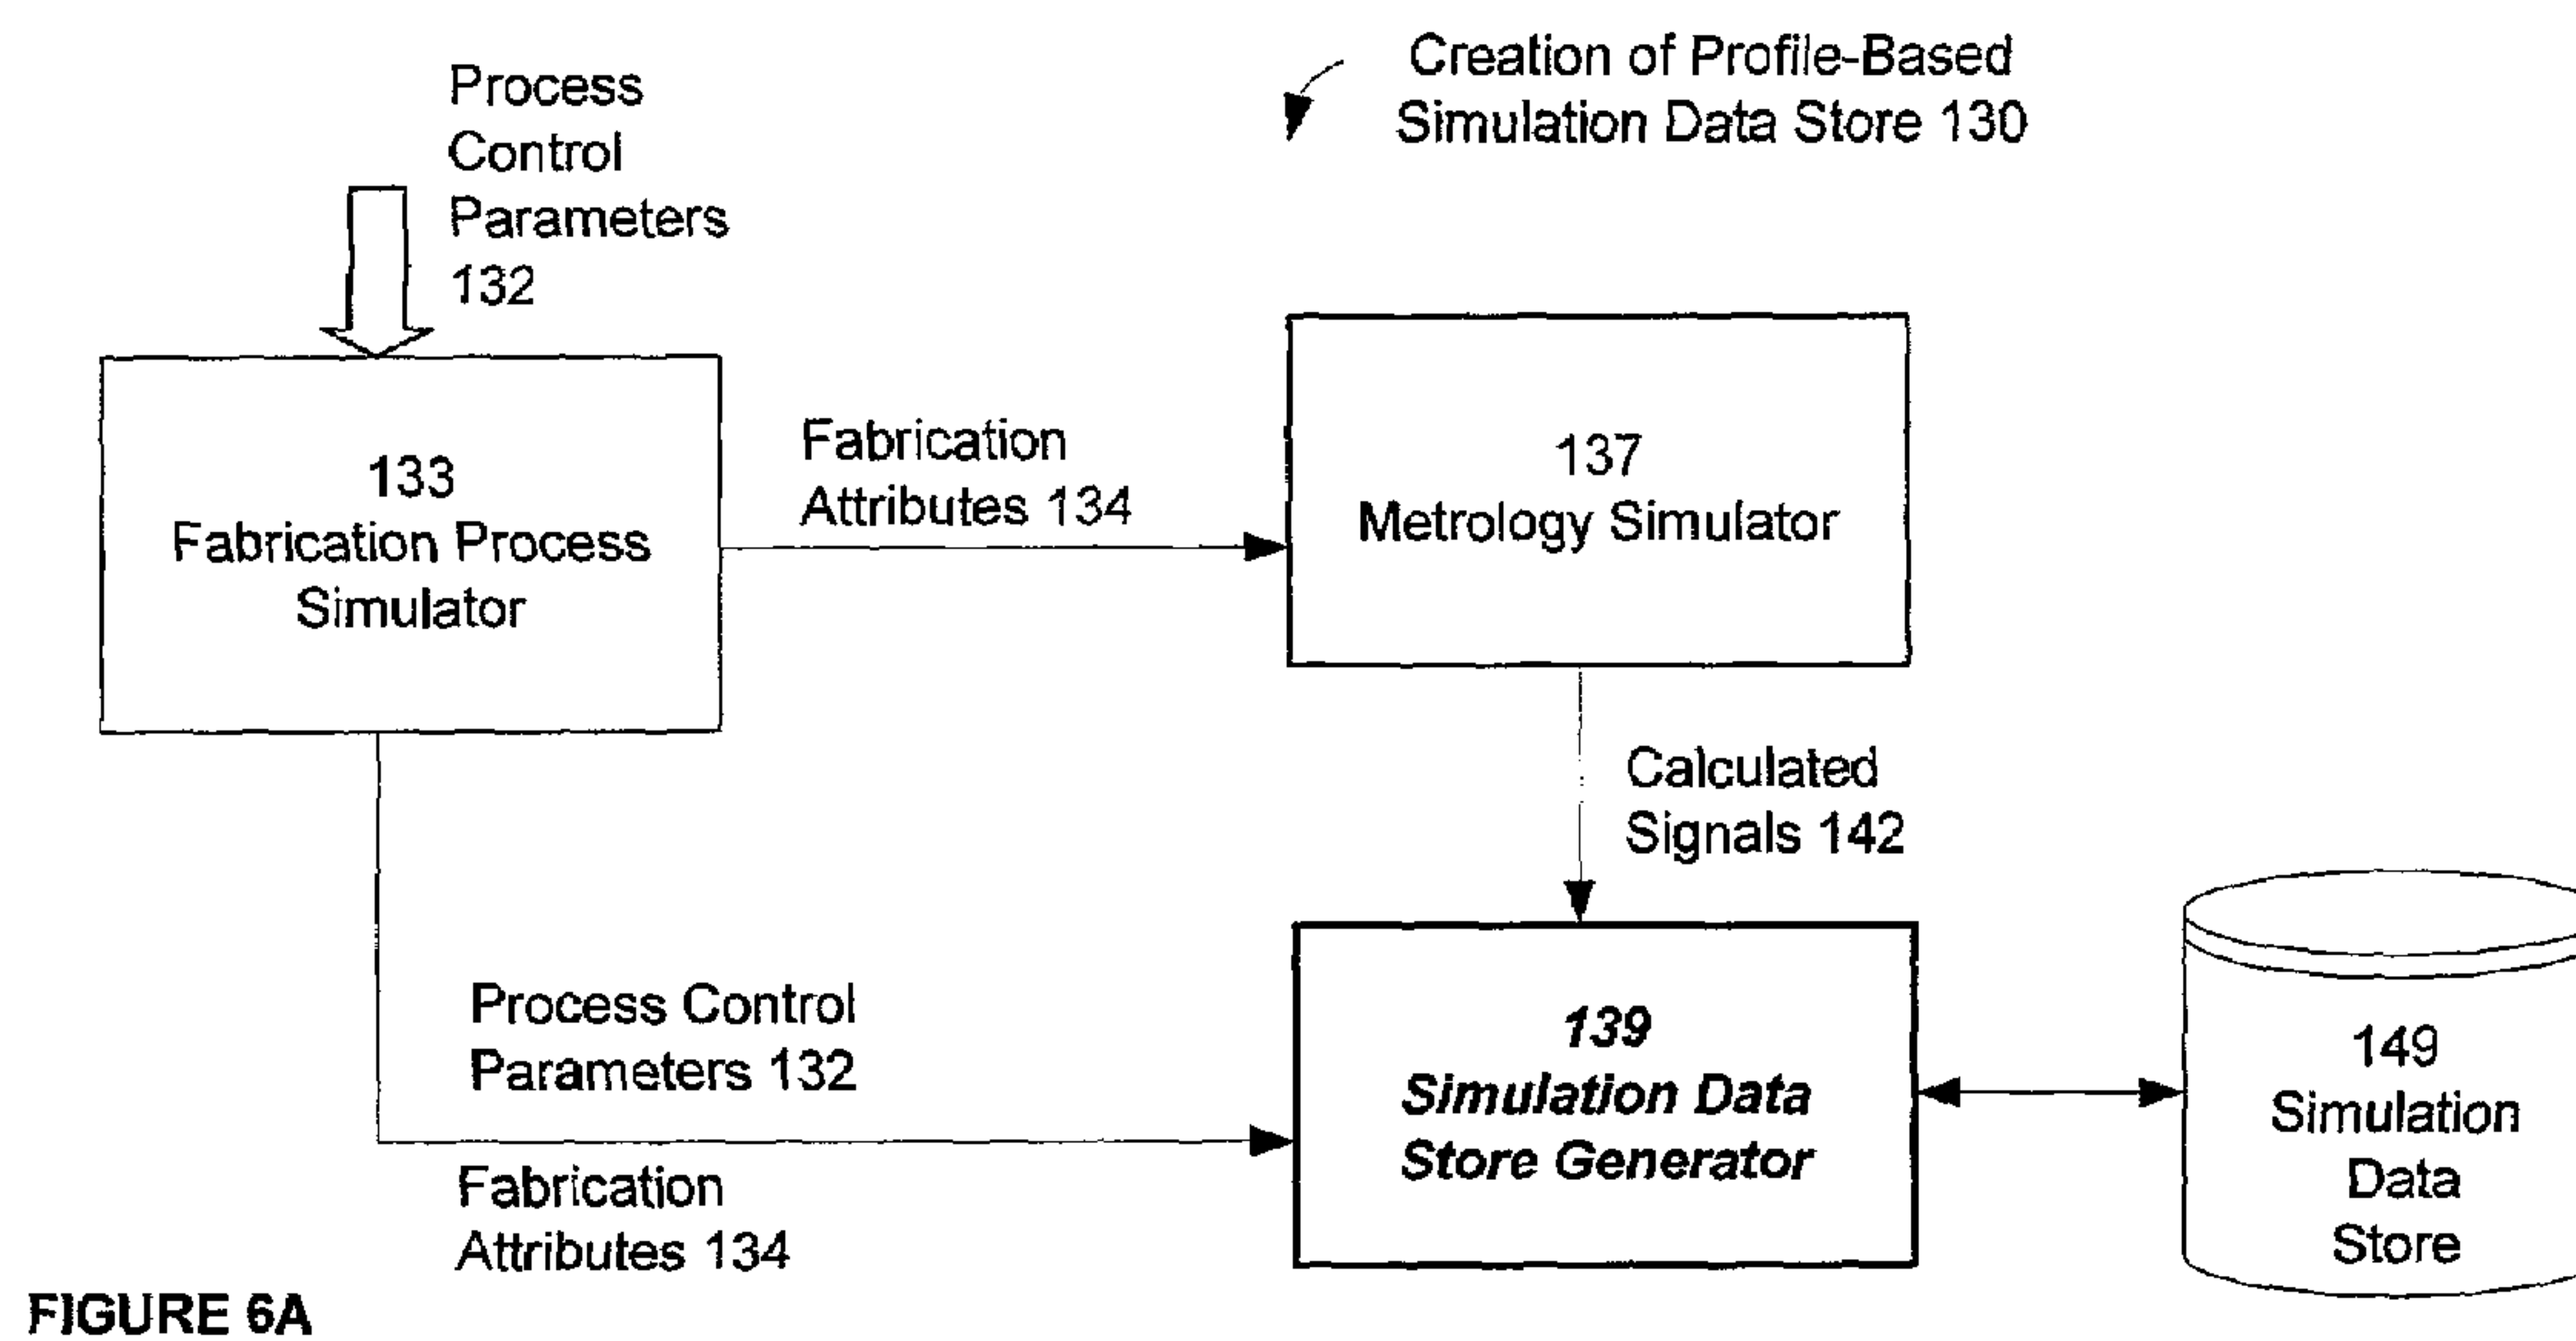 Process
Control
Parameters
132
Creation of Profile-Based
Simulation Data Store 130
133
Fabrication Process
Simulator
Fabrication
Attributes 134
137
Metrology Simulator
Calculated
Signals 142
Process Control
Parameters 132
Fabrication
Attributes 134
139
Simulation Data
Store Generator
149
Simulation
Data
Store
FIGURE 6A